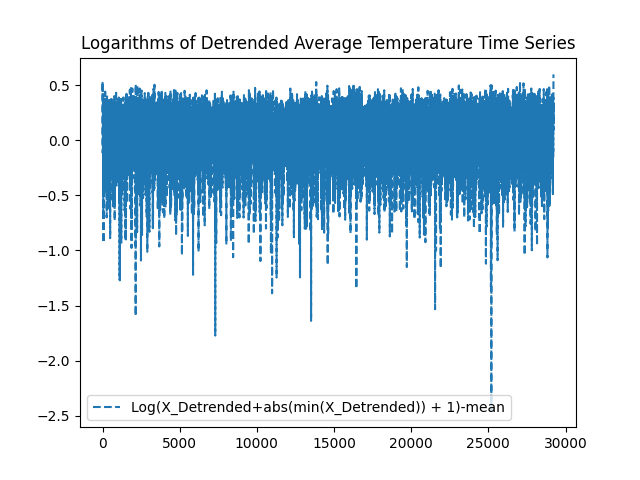 Logarithms of Detrended Average Temperature Time Series
0.5
0.0
−0.5
−1.0
−1.5
−2.0
−2.5
Log(X_Detrended+abs(min(X_Detrended)) + 1)-mean
0 5000 10000 15000 20000 25000 30000